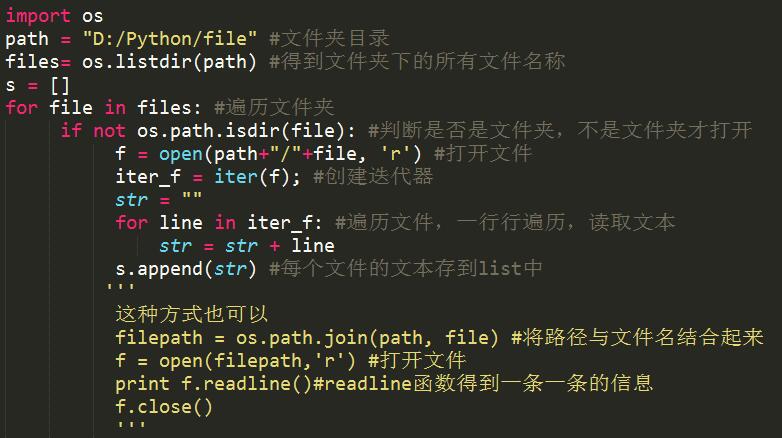 import os
path = "D:/Python/file" #文件夹目录
files= os.listdir(path) #得到文件夹下的所有文件名称
s = []
for file in files: #遍历文件夹
if not os.path.isdir(file): #判断是否是文件夹，不是文件夹才打开
f = open(path+"/"+file, 'r') #打开文件
iter_f = iter(f); #创建迭代器
str = ""
for line in iter_f: #遍历文件，一行行遍历，读取文本
str = str + line
s.append(str) #每个文件的文本存到list中
'''
这种方式也可以
filepath = os.path.join(path, file) #将路径与文件名结合起来
f = open(filepath,'r') #打开文件
print f.readline()#readline函数得到一条一条的信息
f.close()
'''